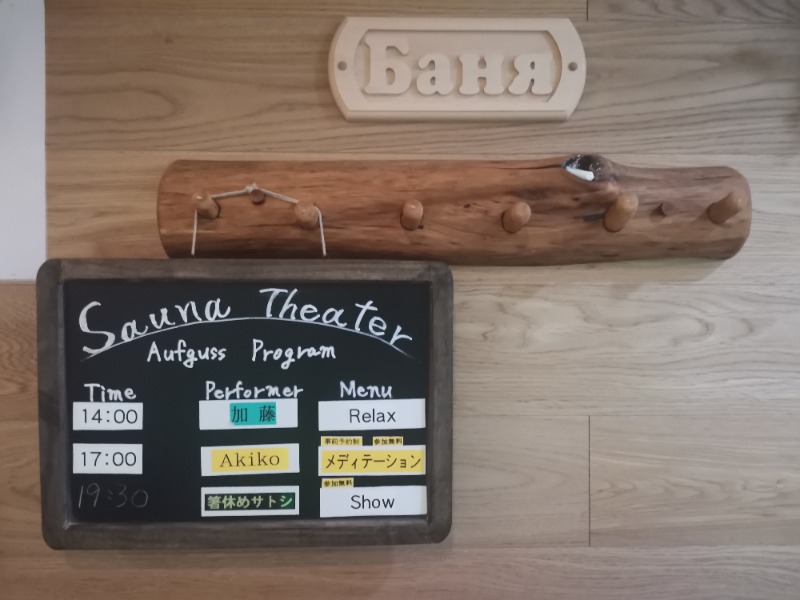 Баня
Sauna Theater
Aufguss Program
Time Performer Menu
14:00 加藤 Relax
事前予約制 参加無料
17:00 Akiko メディテーション
参加無料
19:30 箸休めサトシ Show